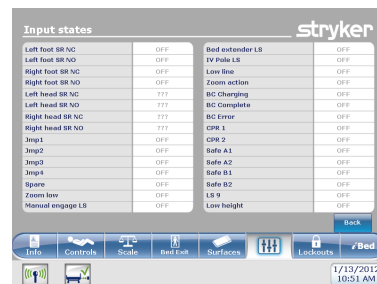 Input states
stryker
Left foot SR NC OFF
Left foot SR NO OFF
Right foot SR NC OFF
Right foot SR NO OFF
Left head SR NC ???
Left head SR NO ???
Right head SR NC ???
Right head SR NO ???
Jmp1 OFF
Jmp2 OFF
Jmp3 OFF
Jmp4 OFF
Spare OFF
Zoom low OFF
Manual engage LS OFF
Bed extender LS OFF
IV Pole LS OFF
Low line OFF
Zoom action OFF
BC Charging OFF
BC Complete OFF
BC Error OFF
CPR 1 OFF
CPR 2 OFF
Safe A1 OFF
Safe A2 OFF
Safe B1 OFF
Safe B2 OFF
LS 9 OFF
Low height OFF
Back
Info Controls Scale Bed Exit Surfaces Lockouts iBed
1/13/2012
10:51 AM